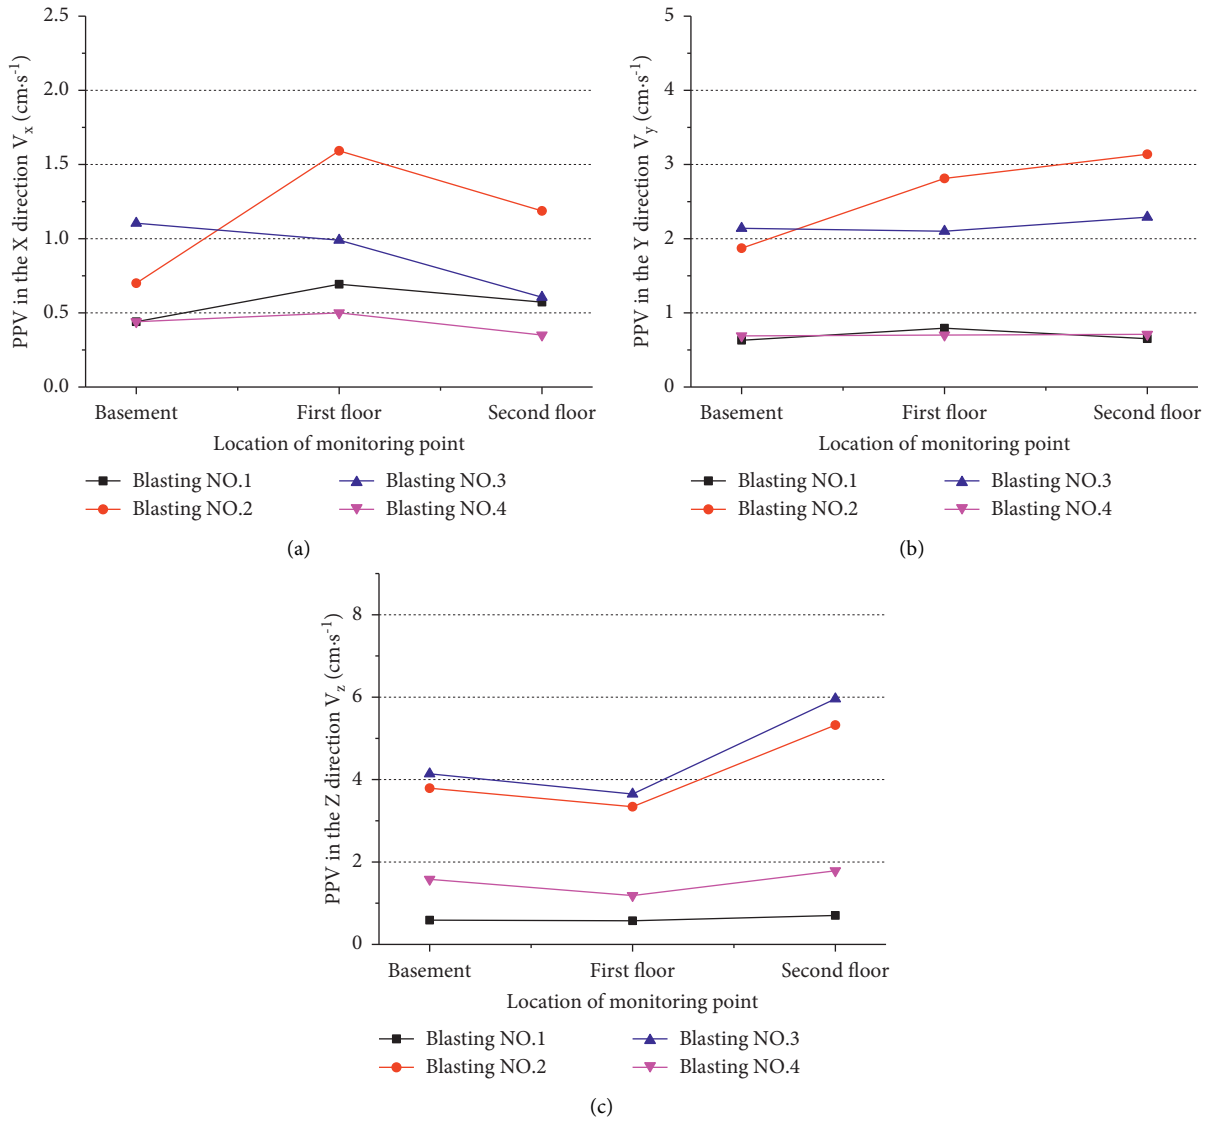 2.5
2.0
1.5
1.0
0.5
0.0
PPV in the X direction Vx (cm·s-1)
Basement First floor Second floor
Location of monitoring point
Blasting NO.1 Blasting NO.3
Blasting NO.2 Blasting NO.4
(a)
5
4
3
2
1
0
PPV in the Y direction Vy (cm·s-1)
Basement First floor Second floor
Location of monitoring point
Blasting NO.1 Blasting NO.3
Blasting NO.2 Blasting NO.4
(b)
8
6
4
2
0
PPV in the Z direction Vz (cm·s-1)
Basement First floor Second floor
Location of monitoring point
Blasting NO.1 Blasting NO.3
Blasting NO.2 Blasting NO.4
(c)